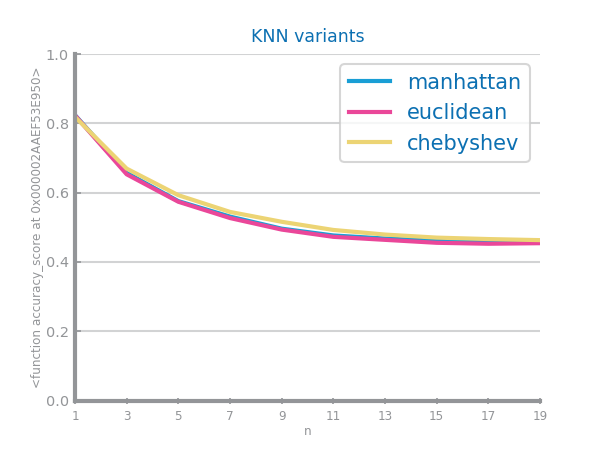 KNN variants
<function accuracy_score at 0x000002AAEF53E950>
1.0
0.8
0.6
0.4
0.2
0.0
manhattan
euclidean
chebyshev
1 3 5 7 9 11 13 15 17 19
n